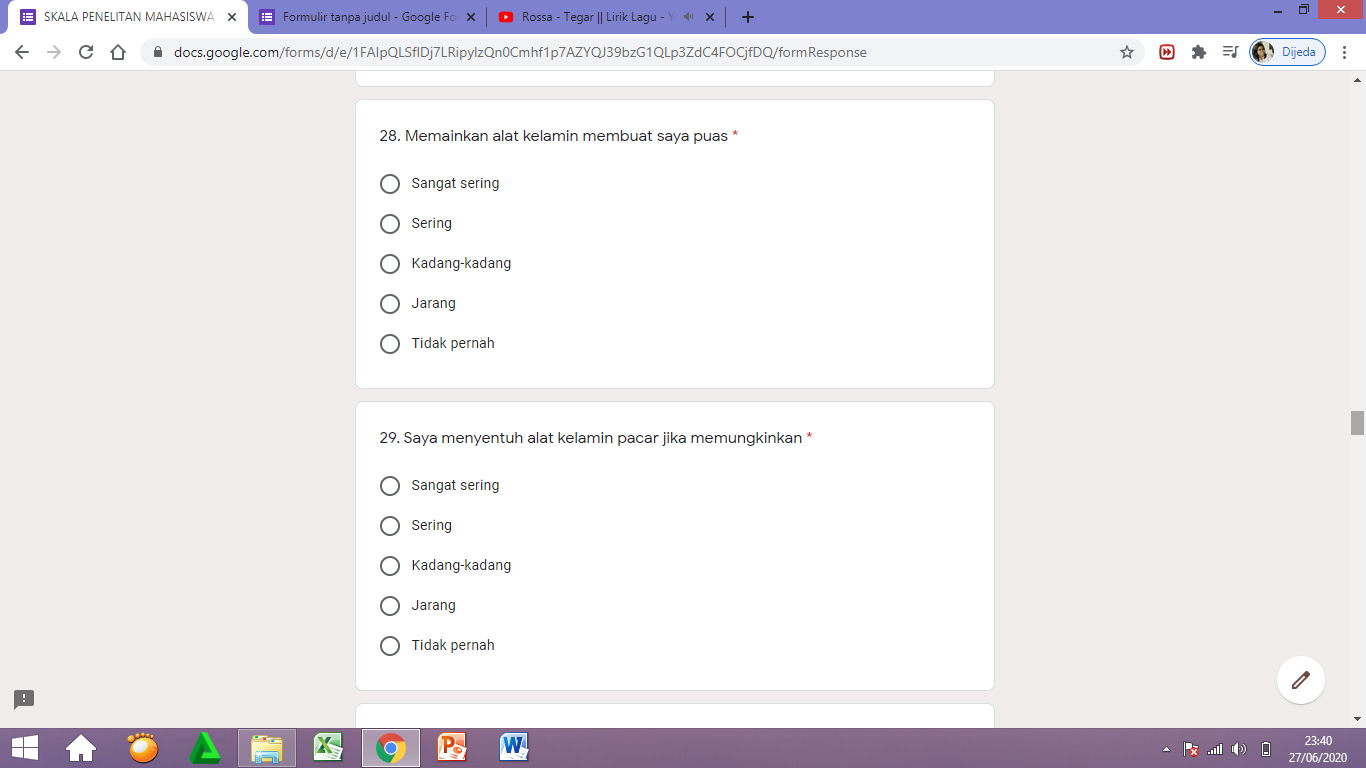 SKALA PENELITAN MAHASISWA
Formulir tanpa judul - Google Fo
Rossa - Tegar || Lirik Lagu -
docs.google.com/forms/d/e/1FAIpQLSfIDj7LRipyIzQn0Cmhf1p7AZYQJ39bzG1QLp3ZdC4FOCjfDQ/formResponse
Dijeda
28. Memainkan alat kelamin membuat saya puas *
Sangat sering
Sering
Kadang-kadang
Jarang
Tidak pernah
29. Saya menyentuh alat kelamin pacar jika memungkinkan *
Sangat sering
Sering
Kadang-kadang
Jarang
Tidak pernah
23:40
27/06/2020